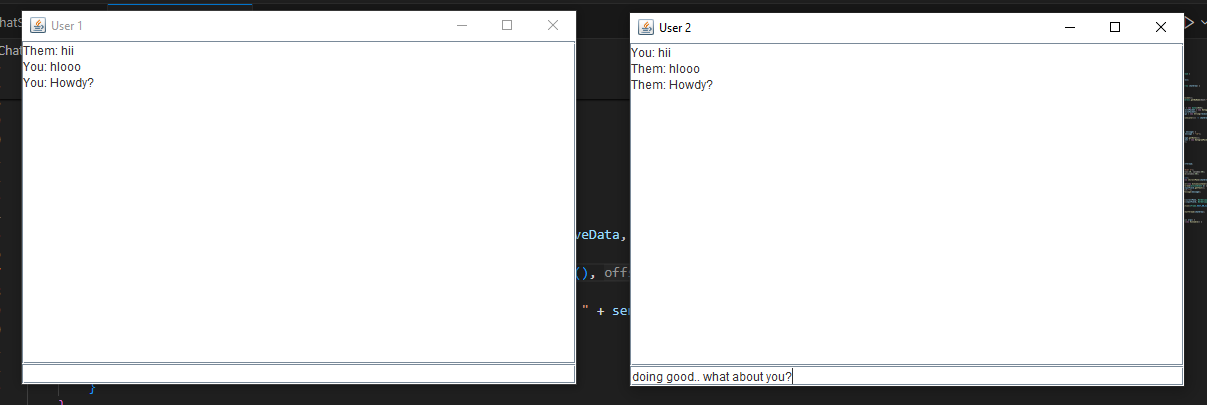 hatS
User 1
User 2
Chat
Them: hii
You: hlooo
You: Howdy?
You: hii
Them: hlooo
Them: Howdy?
veData,
(), off
" + se
}
doing good.. what about you?